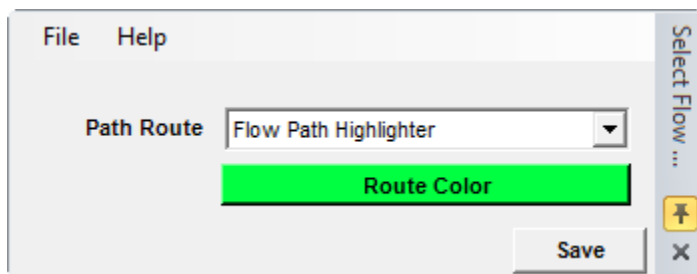 File Help
Select Flow ...
Path Route Flow Path Highlighter
Route Color
Save